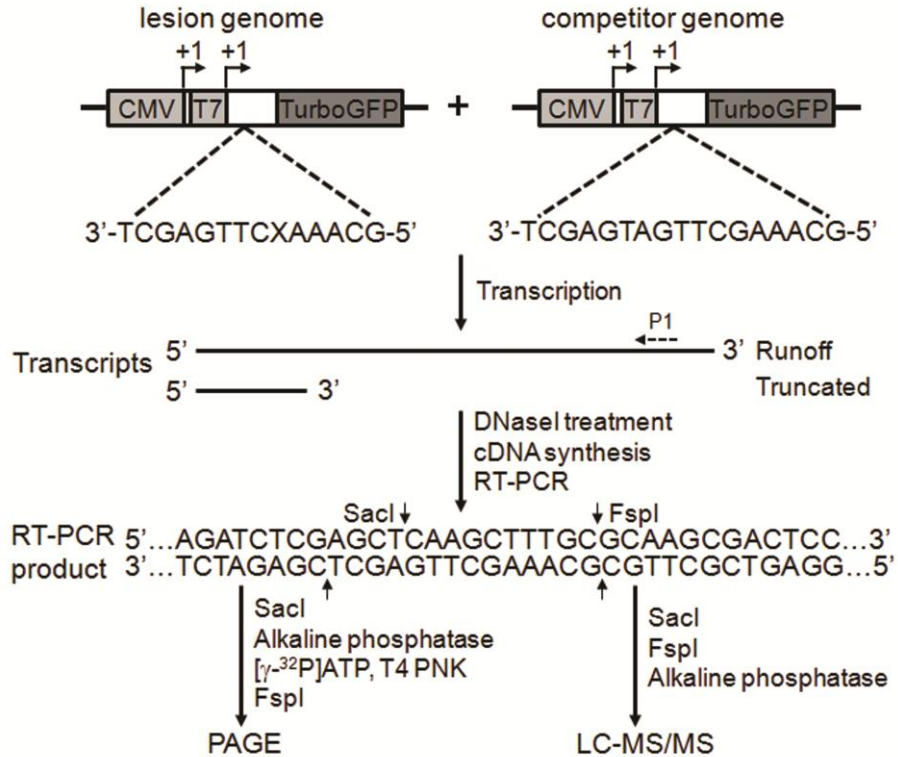 lesion genome
competitor genome
+1 +1
+1 +1
CMV T7 TurboGFP + CMV T7 TurboGFP
3’-TCGAGTTCXAAACG-5’
3’-TCGAGTAGTTCGAAACG-5’
Transcription
P1
Transcripts
5’ 3’ Runoff
5’ 3’ Truncated
DNaseI treatment
cDNA synthesis
RT-PCR
SacI FspI
RT-PCR product
5’...AGATCTCGAGCTCAAGCTTTGCGCAAGCGACTCC...3’
3’...TCTAGAGCTCGAGTTCGAAACGCGTTCGCTGAGG...5’
SacI
Alkaline phosphatase
[γ-³²P]ATP, T4 PNK
FspI
PAGE
SacI
FspI
Alkaline phosphatase
LC-MS/MS